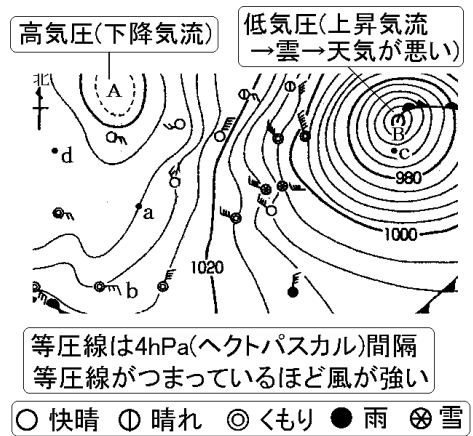 高気圧(下降気流)
低気圧(上昇気流
→雲→天気が悪い)
北
A
B
c
d
a
980
1000
1020
b
等圧線は4hPa(ヘクトパスカル)間隔
等圧線がつまっているほど風が強い
快晴 晴れ くもり 雨 雪